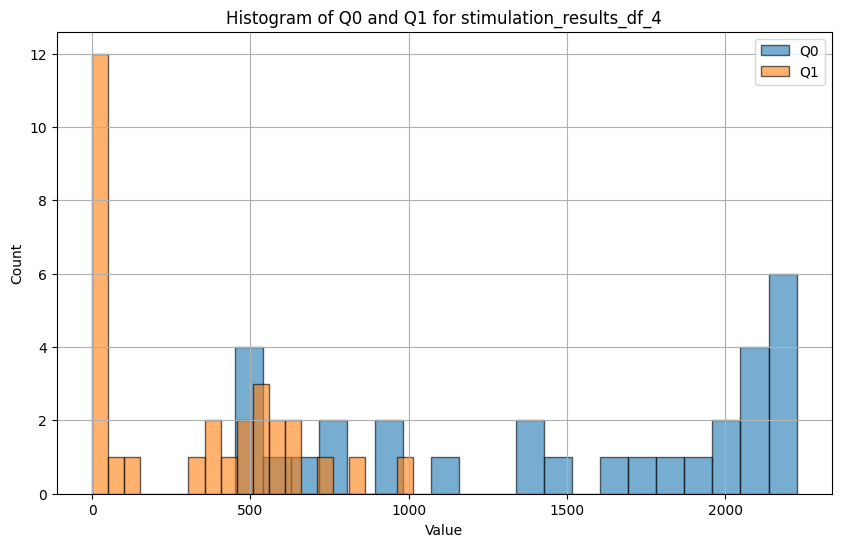 Histogram of Q0 and Q1 for stimulation_results_df_4
Q0
Q1
12
10
8
6
4
2
0
Count
0 500 1000 1500 2000
Value